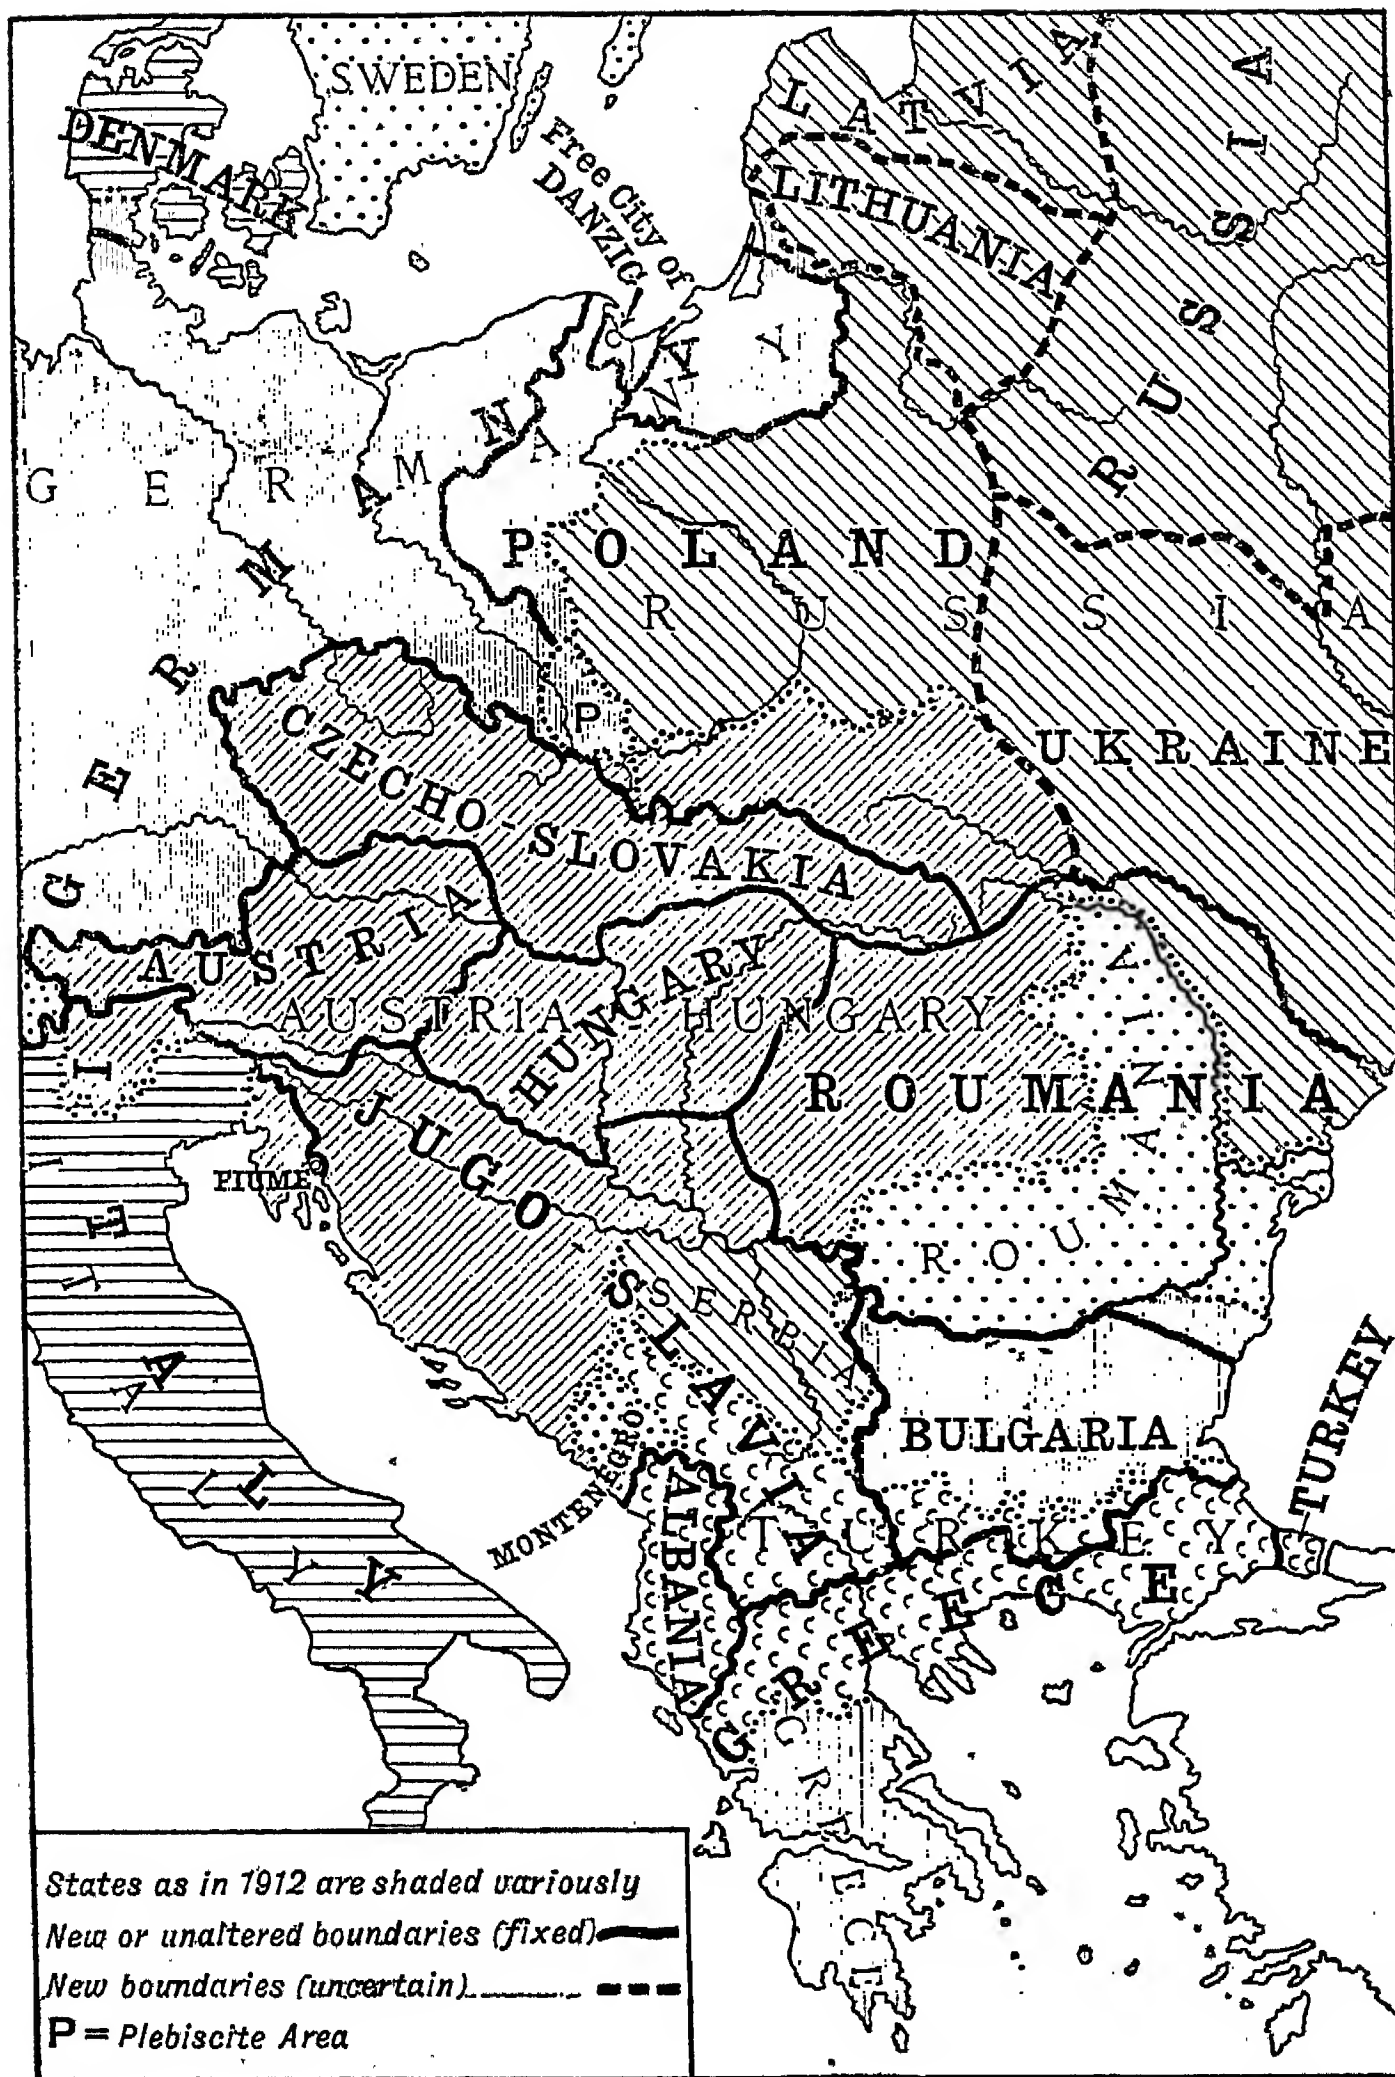 SWEDEN
DENMARK
Free City of
DANZIG
LATVIA
LITHUANIA
RUSSIA
GERMANY
GERMANY
POLAND
RUSSIA
P
UKRAINE
CZECHO-SLOVAKIA
AUSTRIA
HUNGARY
AUSTRIA HUNGARY
ROUMANIA
ROUMANIA
JUGO-SLAVIA
FIUME
ITALY
ITALY
SERBIA
MONTENEGRO
ALBANIA
BULGARIA
TURKEY
TURKEY
GREECE
GREECE
States as in 1912 are shaded variously
New or unaltered boundaries (fixed)
New boundaries (uncertain)
P = Plebiscite Area